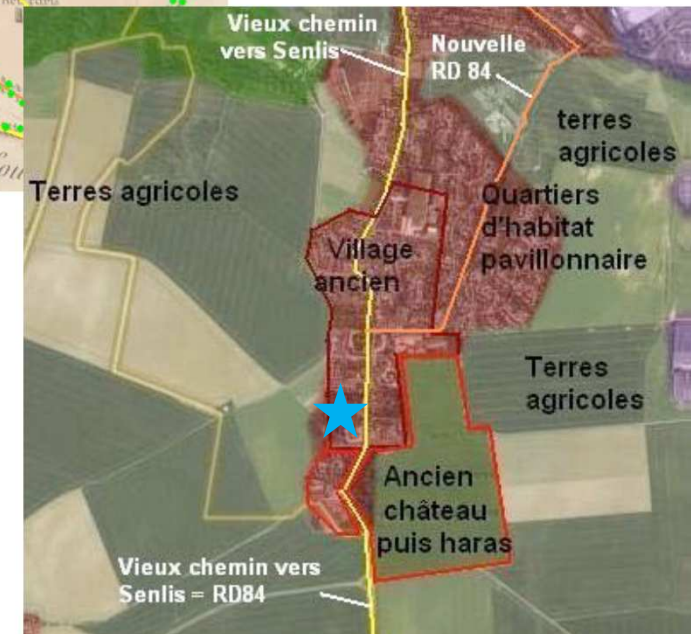 Vieux chemin
vers Senlis
Nouvelle
RD 84
terres
agricoles
Terres agricoles
Quartiers
d'habitat
pavillonnaire
Village
ancien
Terres
agricoles
Ancien
château
puis haras
Vieux chemin vers
Senlis = RD84